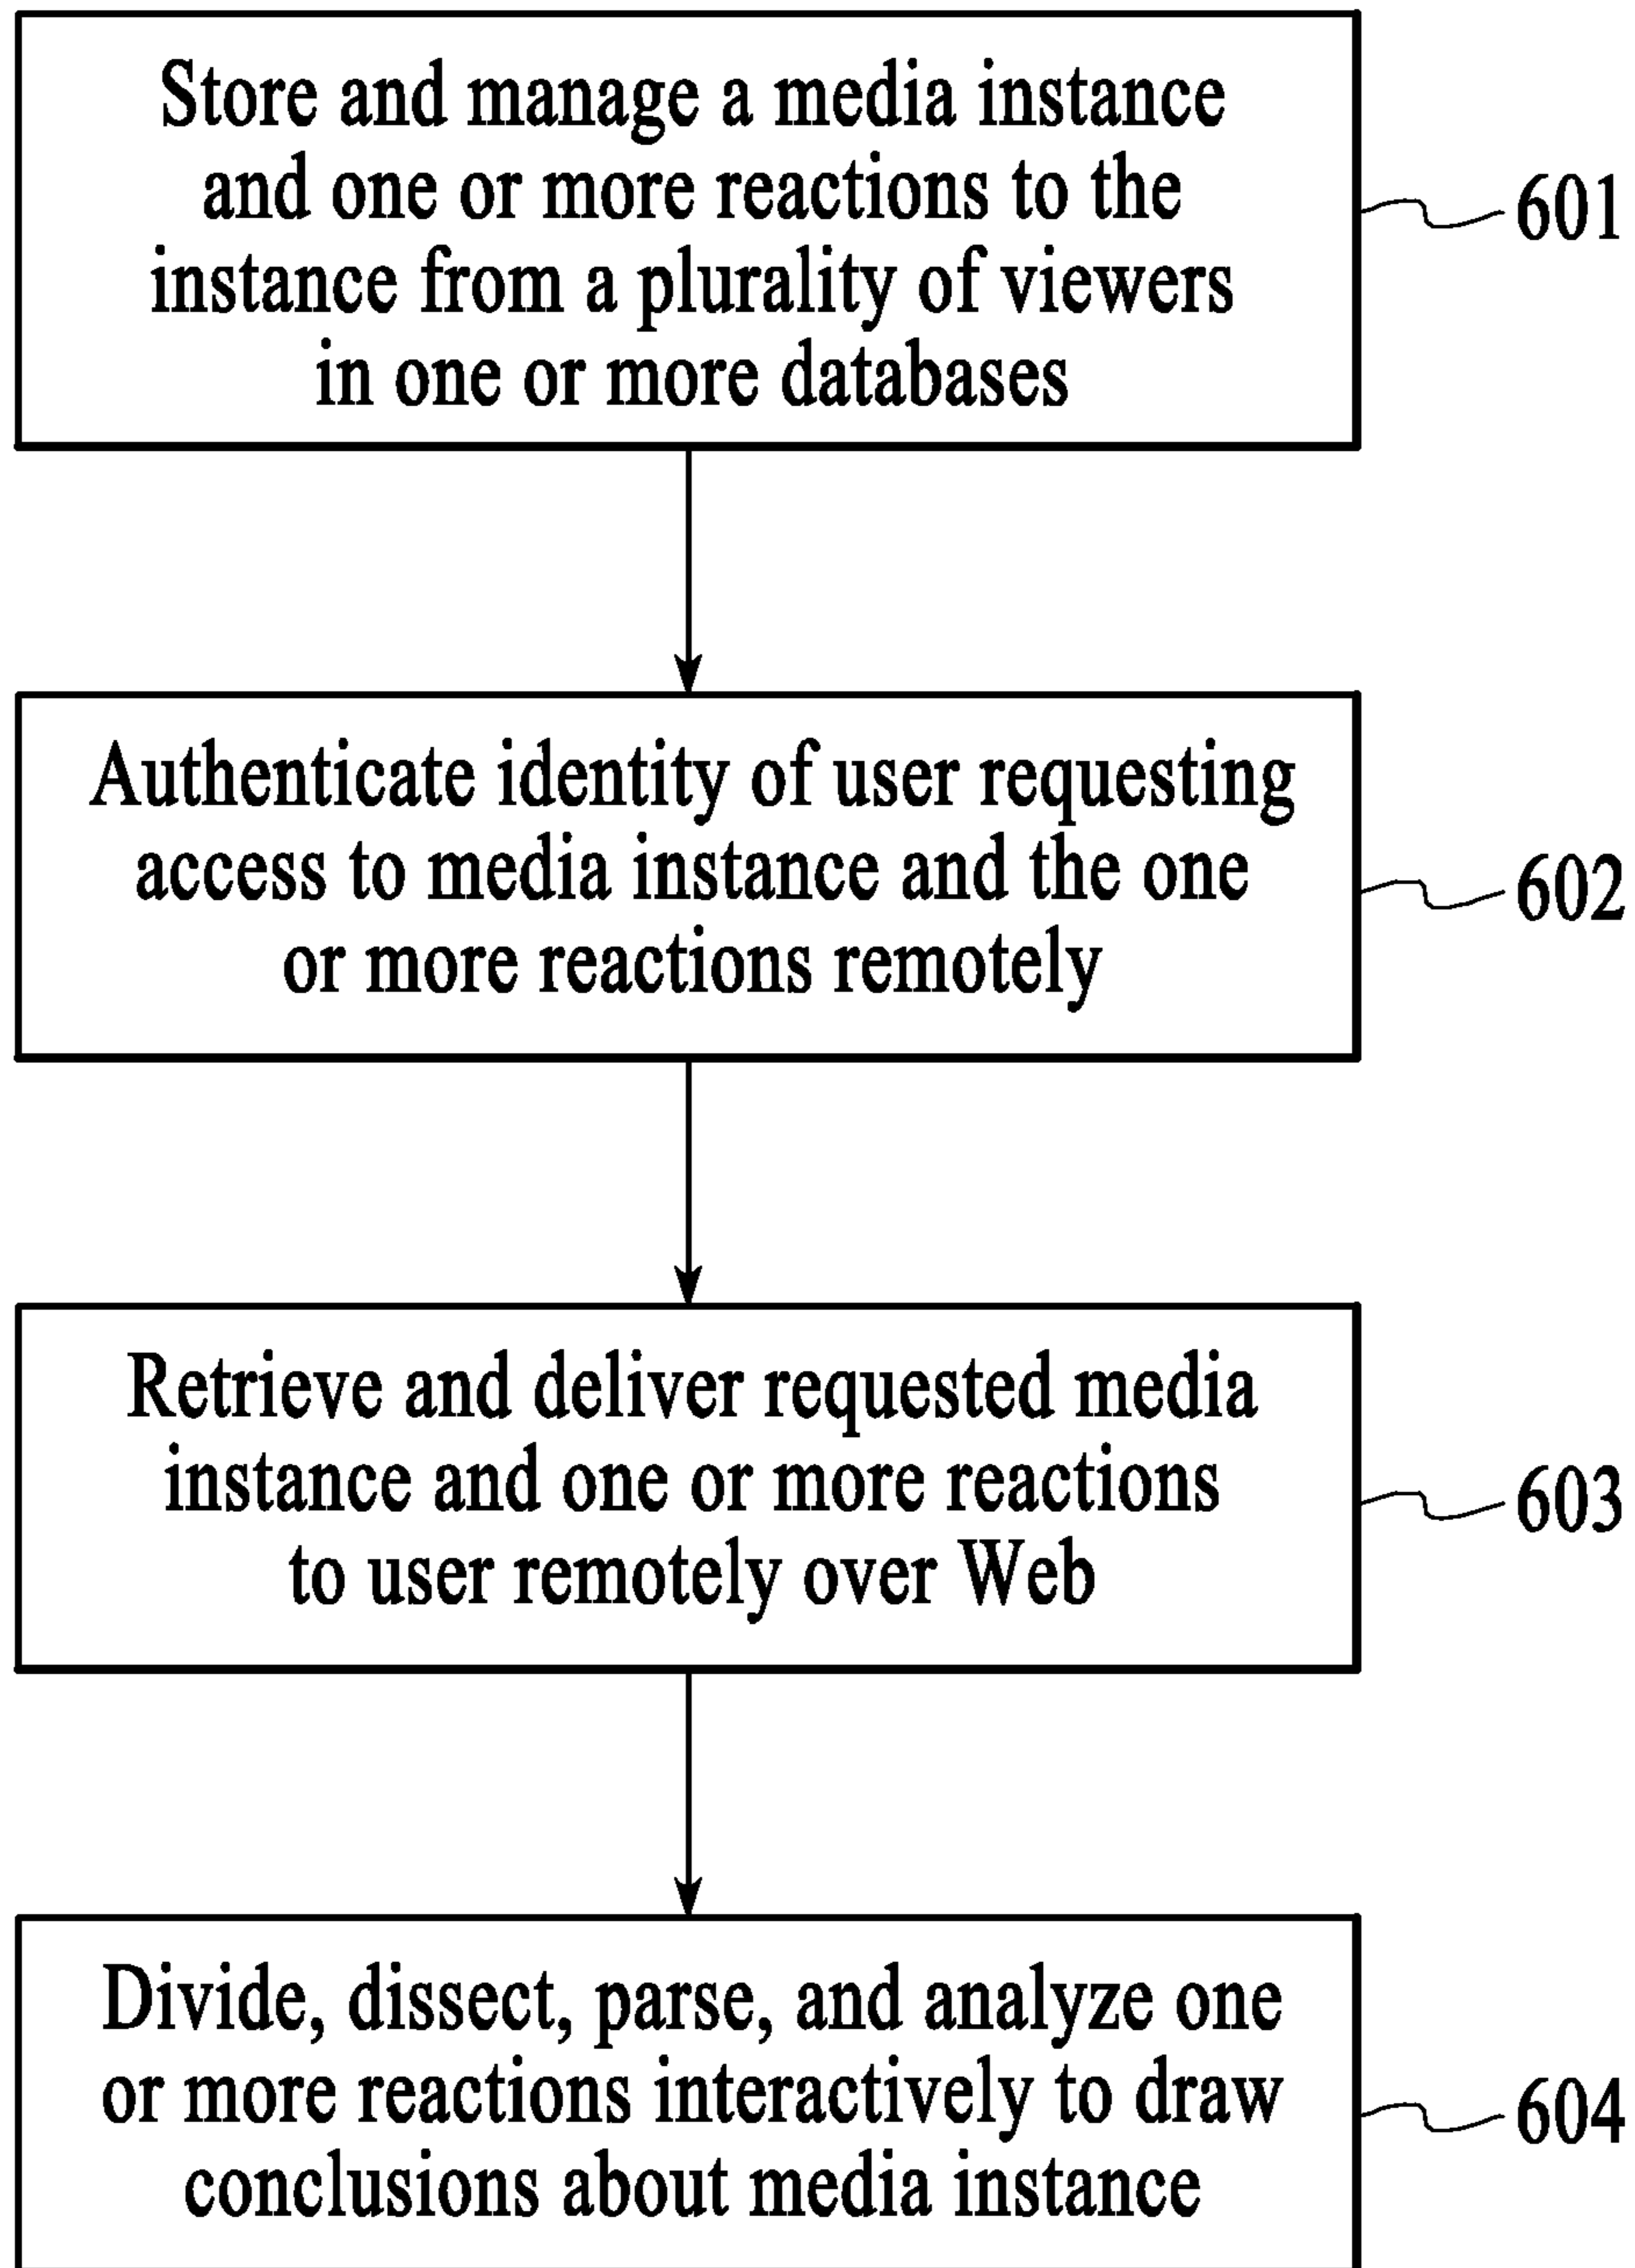 Store and manage a media instance
and one or more reactions to the
instance from a plurality of viewers
in one or more databases
601
Authenticate identity of user requesting
access to media instance and the one
or more reactions remotely
602
Retrieve and deliver requested media
instance and one or more reactions
to user remotely over Web
603
Divide, dissect, parse, and analyze one
or more reactions interactively to draw
conclusions about media instance
604